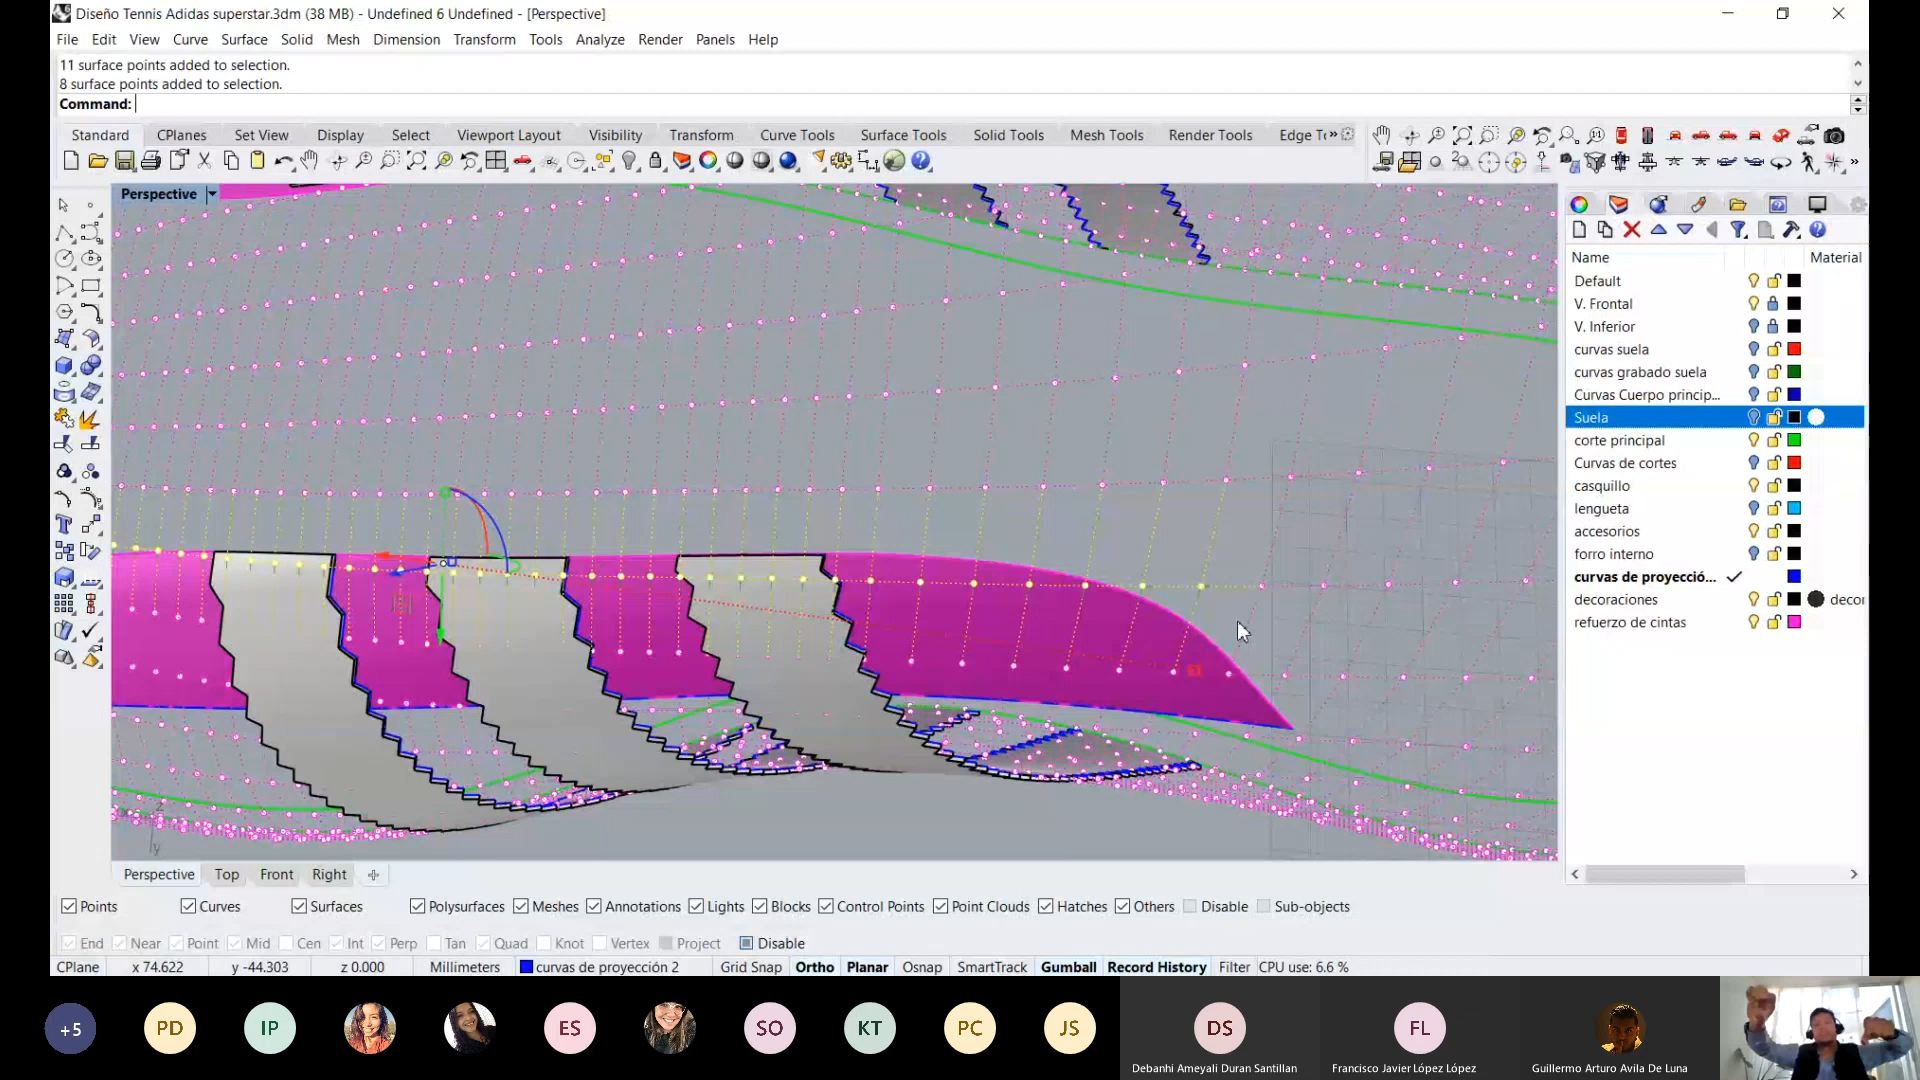 Diseño Tennis Adidas superstar.3dm (38 MB) - Undefined 6 Undefined - [Perspective]
File Edit View Curve Surface Solid Mesh Dimension Transform Tools Analyze Render Panels Help
11 surface points added to selection.
8 surface points added to selection.
Command:
Standard CPlanes Set View Display Select Viewport Layout Visibility Transform Curve Tools Surface Tools Solid Tools Mesh Tools Render Tools Edge To »
Perspective
Name Material
Default
V. Frontal
V. Inferior
curvas suela
curvas grabado suela
Curvas Cuerpo princip...
Suela
corte principal
Curvas de cortes
casquillo
lengueta
accesorios
forro interno
curvas de proyecció...
decoraciones decor
refuerzo de cintas
z
y
Perspective Top Front Right
Points Curves Surfaces Polysurfaces Meshes Annotations Lights Blocks Control Points Point Clouds Hatches Others Disable Sub-objects
End Near Point Mid Cen Int Perp Tan Quad Knot Vertex Project Disable
CPlane x 74.622 y -44.303 z 0.000 Millimeters curvas de proyección 2 Grid Snap Ortho Planar Osnap SmartTrack Gumball Record History Filter CPU use: 6.6 %
+5 PD IP ES SO KT PC JS DS FL
Debanhi Ameyali Duran Santillan Francisco Javier López López Guillermo Arturo Avila De Luna